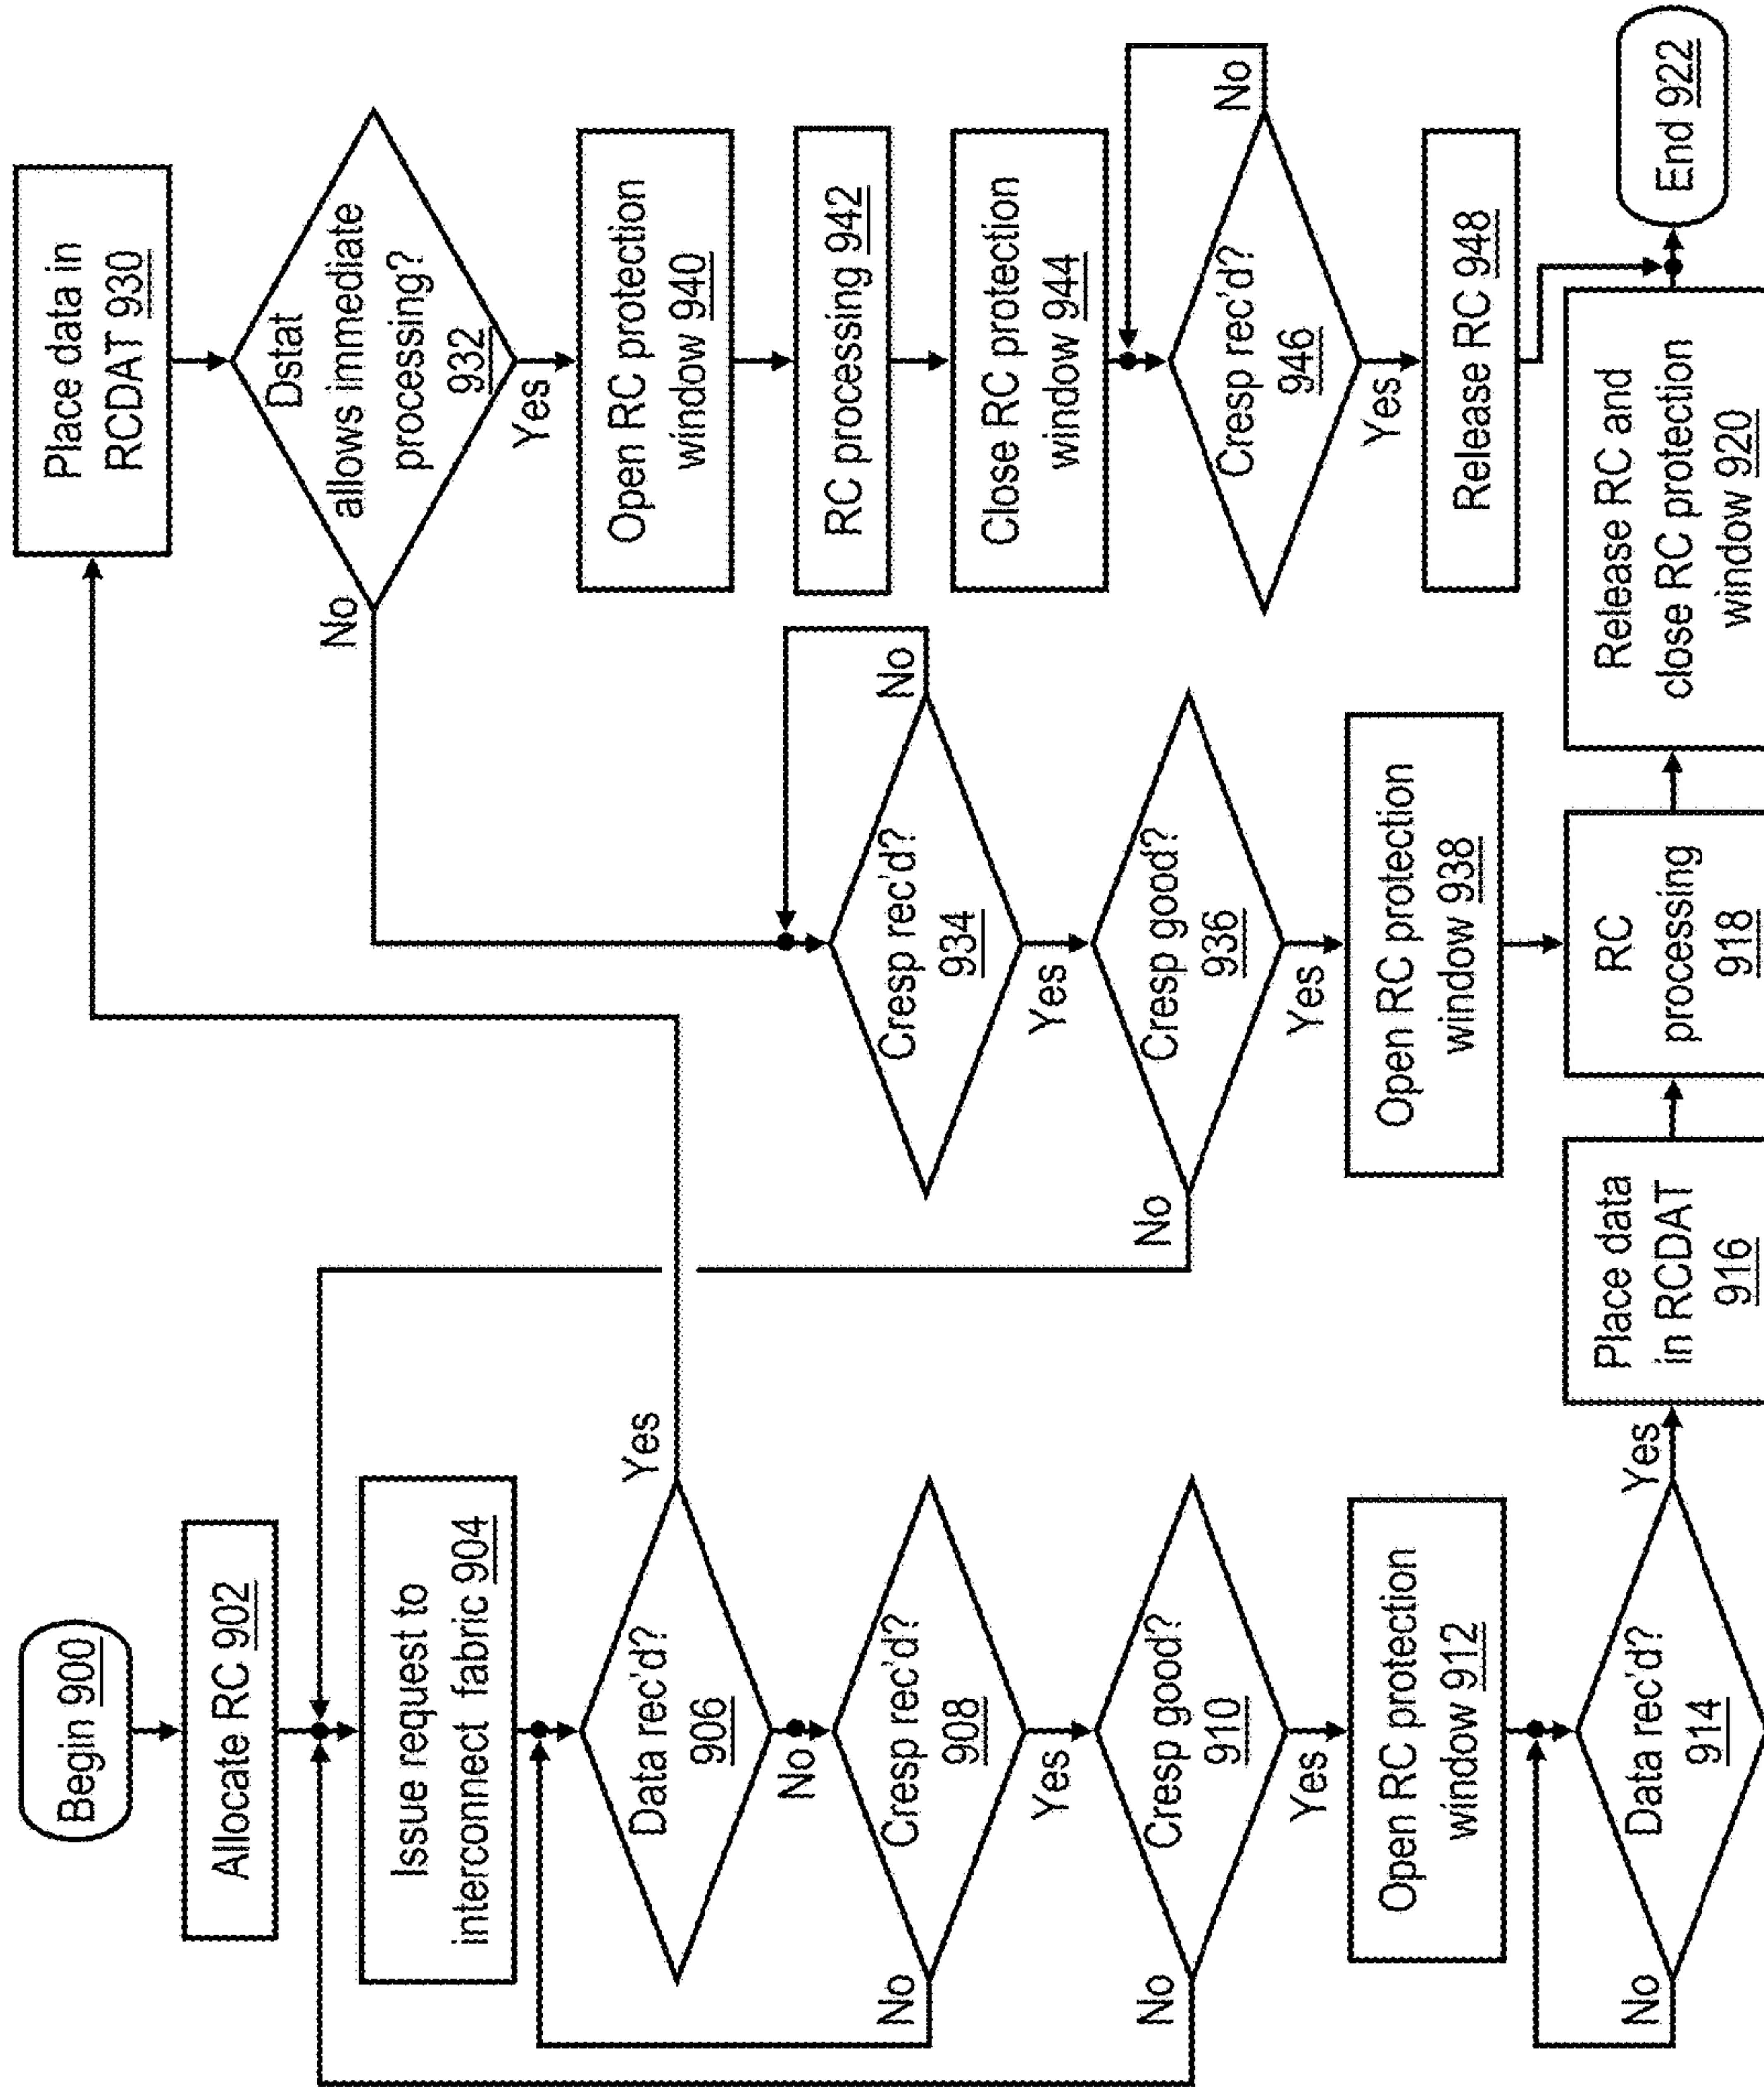 Begin 900
Allocate RC 902
Issue request to
interconnect fabric 904
Data rec'd?
906
Yes
No
Cresp rec'd?
908
No
Yes
Cresp good?
910
No
Yes
Open RC protection
window 912
Data rec'd?
914
No
Yes
Place data
in RCDAT
916
RC
processing
918
Release RC and
close RC protection
window 920
End 922
Place data in
RCDAT 930
Dstat
allows immediate
processing?
932
No
Yes
Cresp rec'd?
934
No
Yes
Cresp good?
936
No
Yes
Open RC protection
window 938
Open RC protection
window 940
RC processing 942
Close RC protection
window 944
Cresp rec'd?
946
No
Yes
Release RC 948